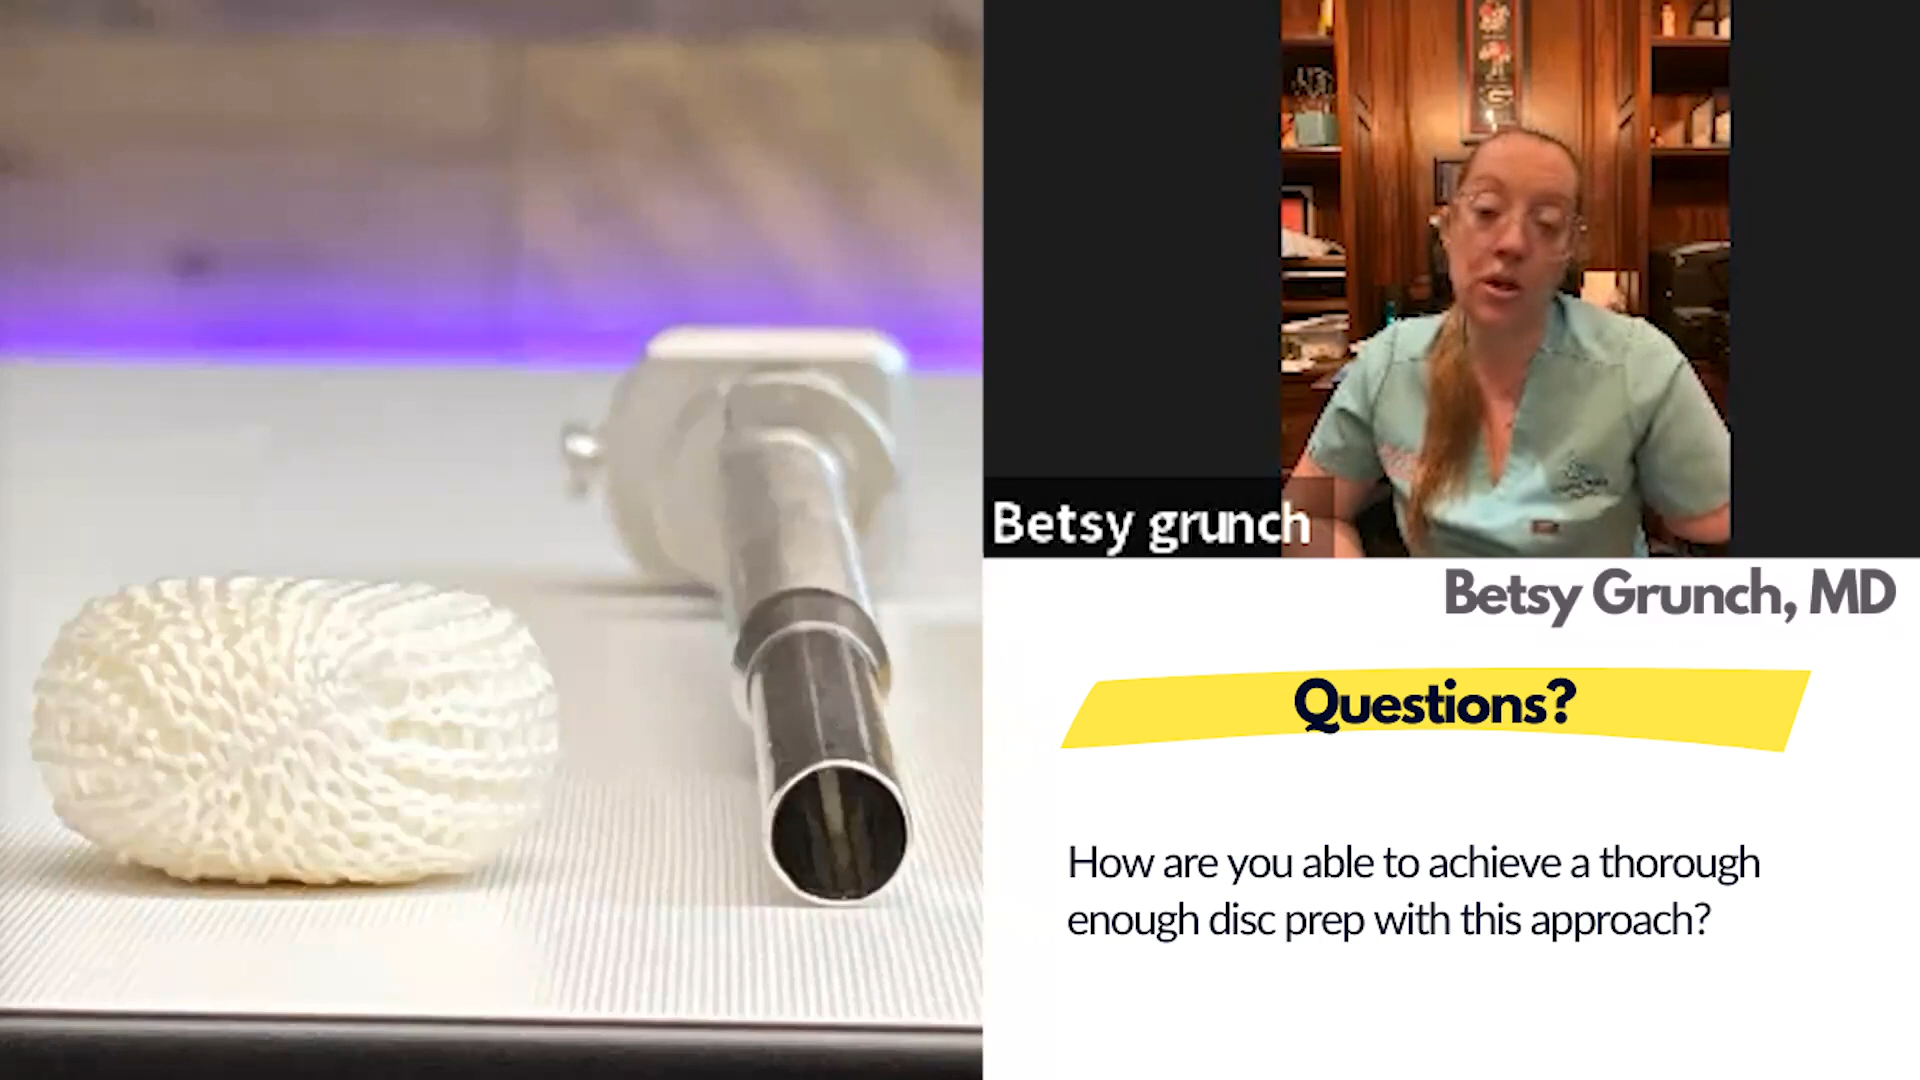 Betsy grunch
Betsy Grunch, MD
Questions?
How are you able to achieve a thorough
enough disc prep with this approach?